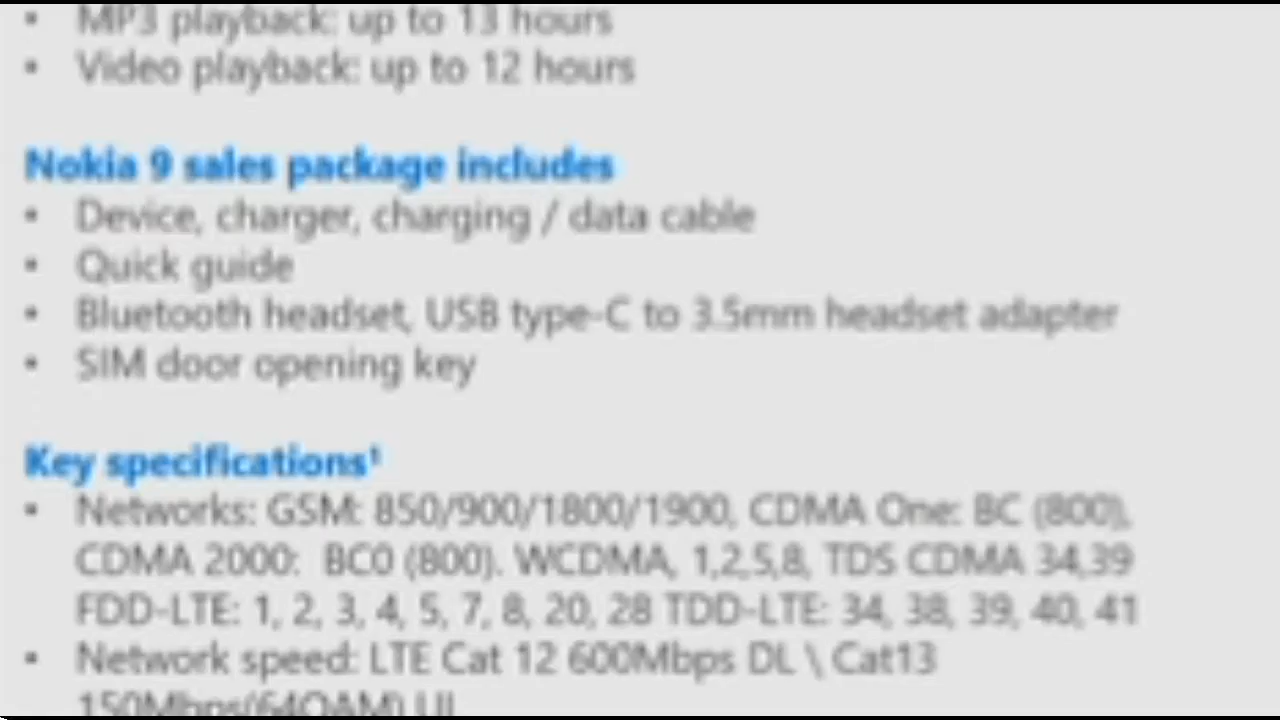 • MP3 playback: up to 13 hours
• Video playback: up to 12 hours
Nokia 9 sales package includes
• Device, charger, charging / data cable
• Quick guide
• Bluetooth headset, USB type-C to 3.5mm headset adapter
• SIM door opening key
Key specifications¹
• Networks: GSM: 850/900/1800/1900, CDMA One: BC (800),
CDMA 2000: BC0 (800). WCDMA, 1,2,5,8, TDS CDMA 34,39
FDD-LTE: 1, 2, 3, 4, 5, 7, 8, 20, 28 TDD-LTE: 34, 38, 39, 40, 41
• Network speed: LTE Cat 12 600Mbps DL \ Cat13
150Mbps(64QAM) UL